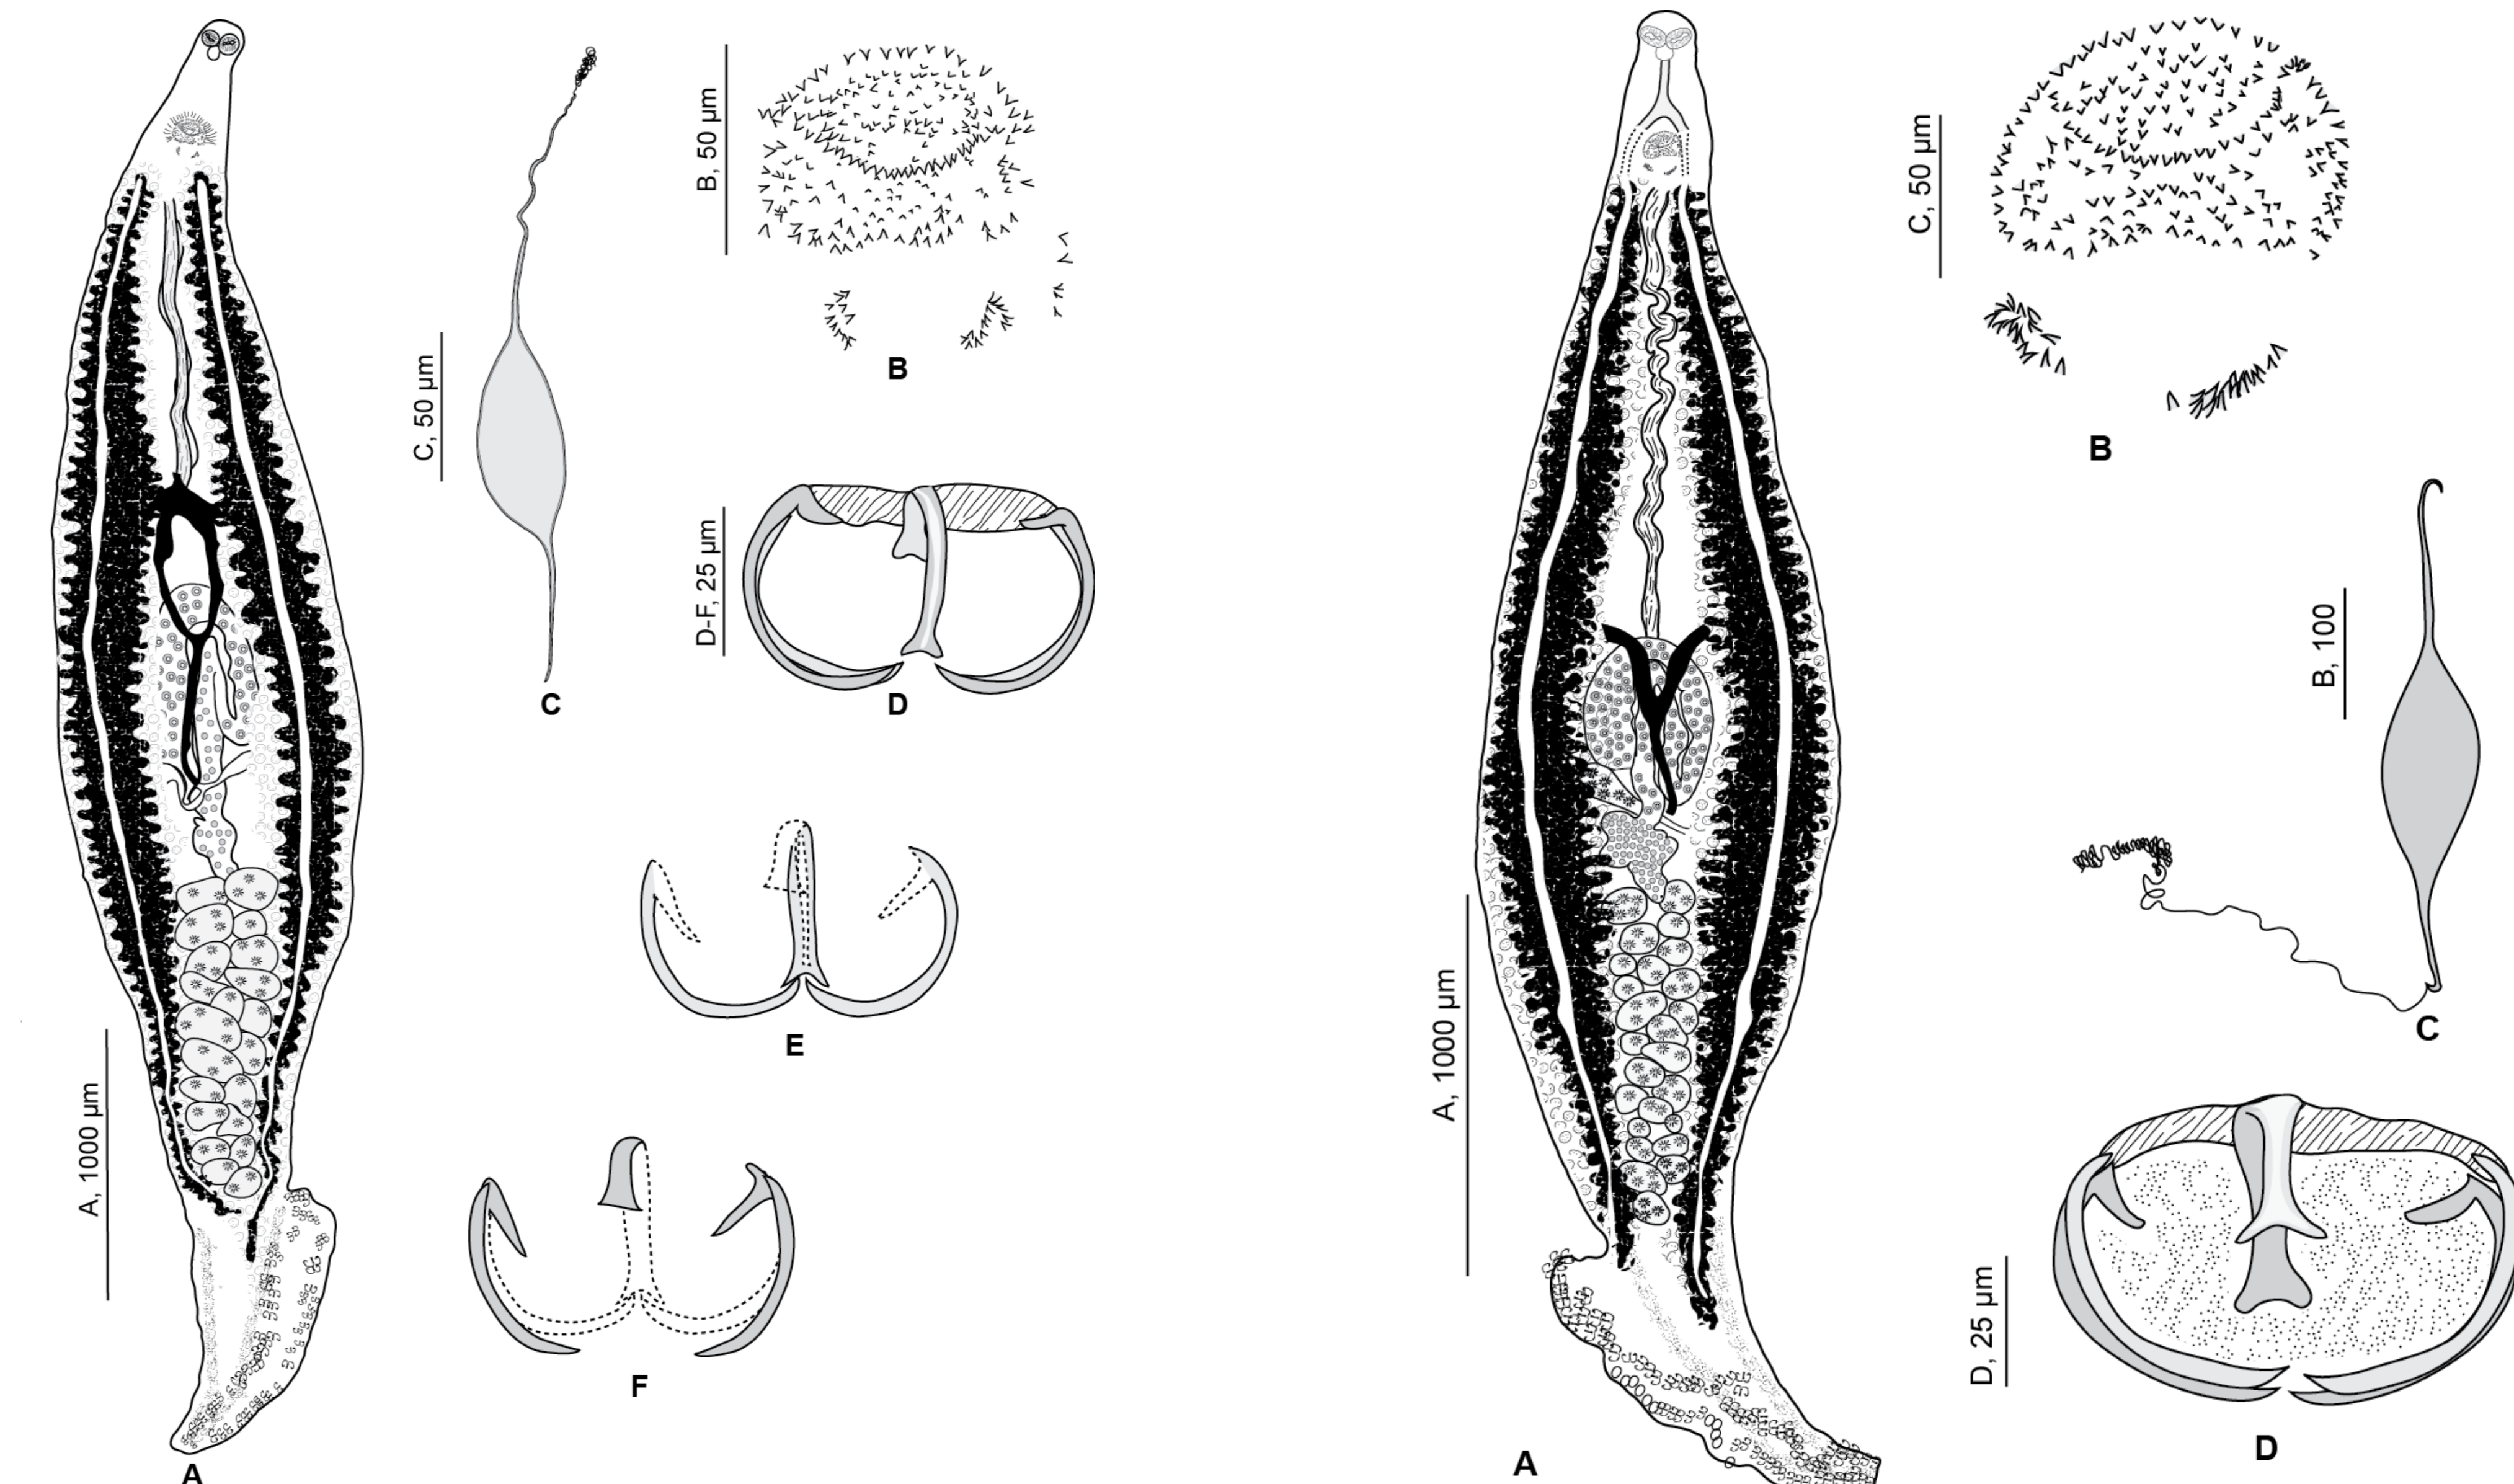 B, 50 µm
B
C, 50 µm
C
D-F, 25 µm
D
E
F
A, 1000 µm
A
C, 50 µm
B
B, 100
C
A, 1000 µm
A
D, 25 µm
D